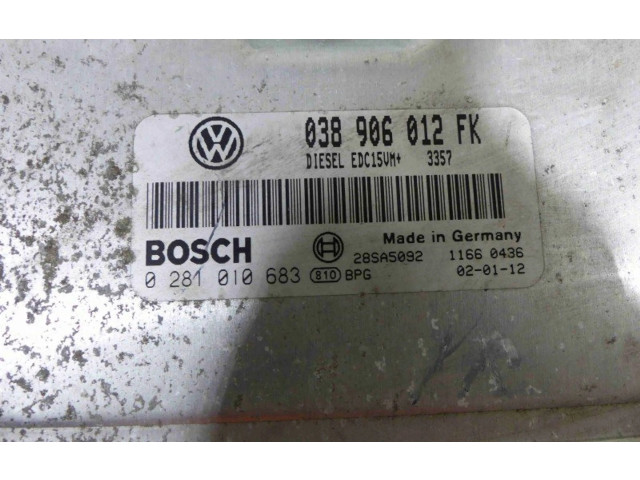 038 906 012 FK
DIESEL EDC15VM+ 3357
BOSCH
Made in Germany
28SA5092 1166 0436
0 281 010 683 810 BPG 02-01-12